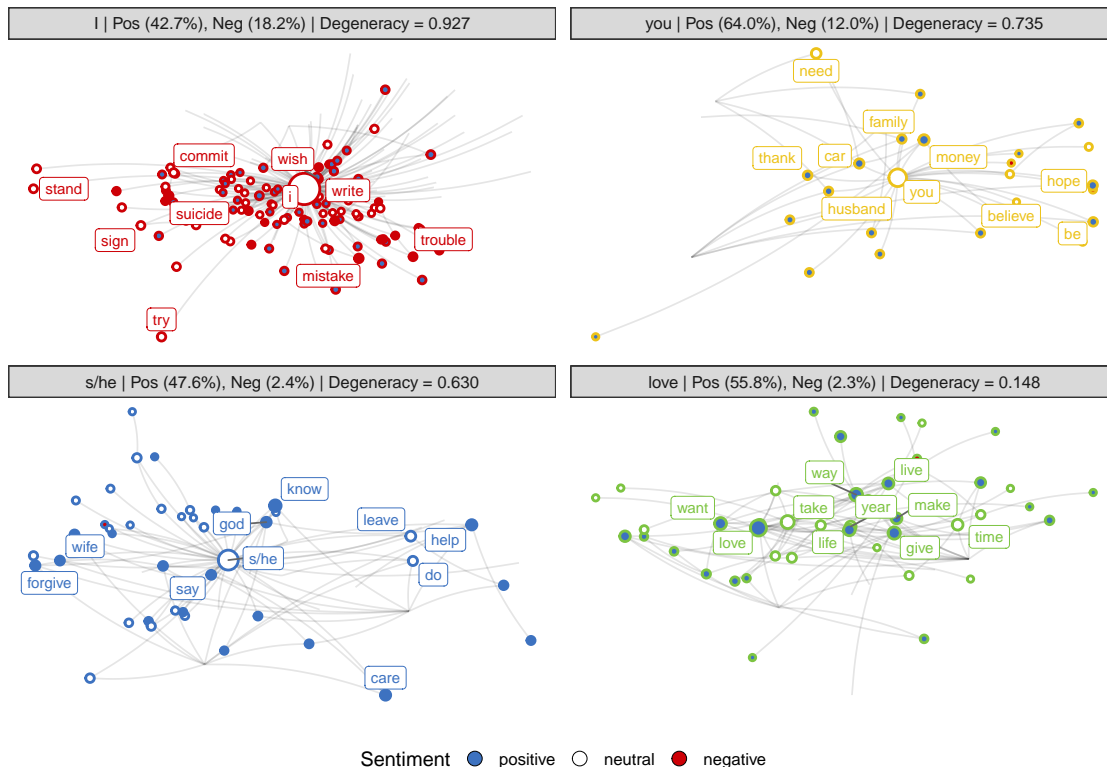 I | Pos (42.7%), Neg (18.2%) | Degeneracy = 0.927
commit
wish
stand
i
write
suicide
sign
trouble
mistake
try
you | Pos (64.0%), Neg (12.0%) | Degeneracy = 0.735
need
family
thank
car
money
hope
husband
you
believe
be
s/he | Pos (47.6%), Neg (2.4%) | Degeneracy = 0.630
know
god
leave
wife
s/he
help
forgive
say
do
care
love | Pos (55.8%), Neg (2.3%) | Degeneracy = 0.148
way
live
want
take
year
make
love
life
give
time
Sentiment positive neutral negative